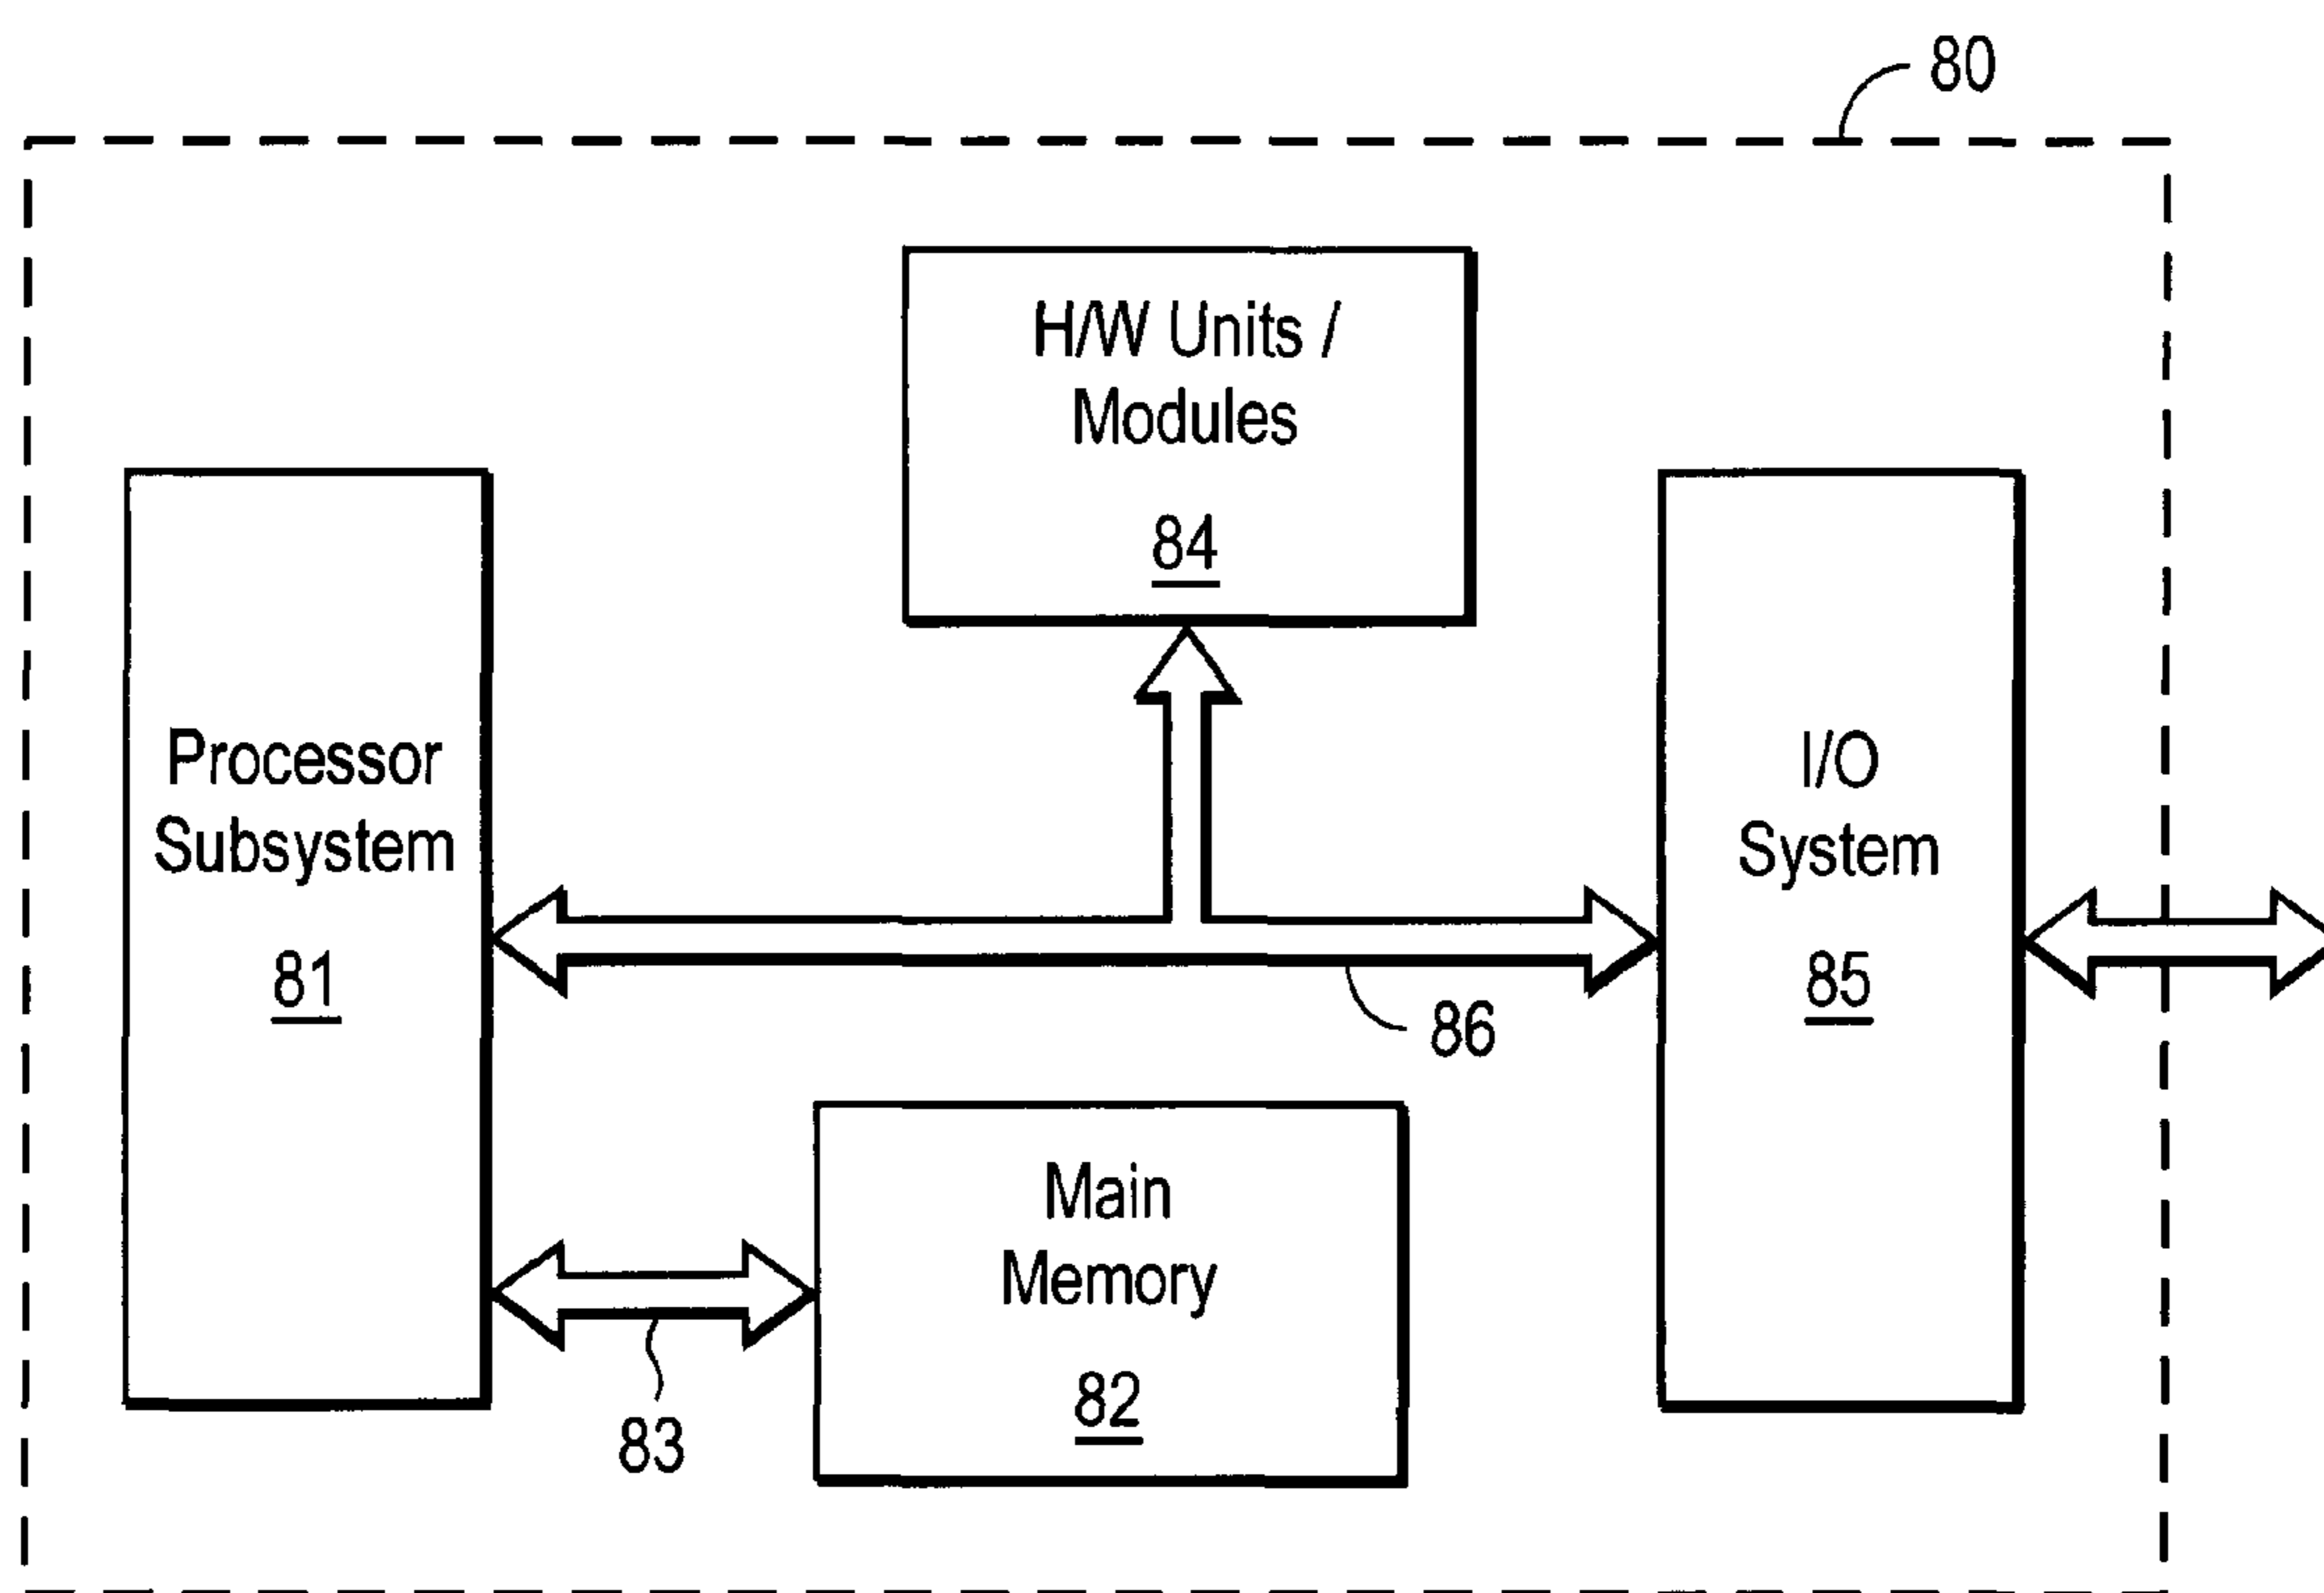 80
H/W Units /
Modules
84
Processor
Subsystem
81
I/O
System
85
86
Main
Memory
82
83